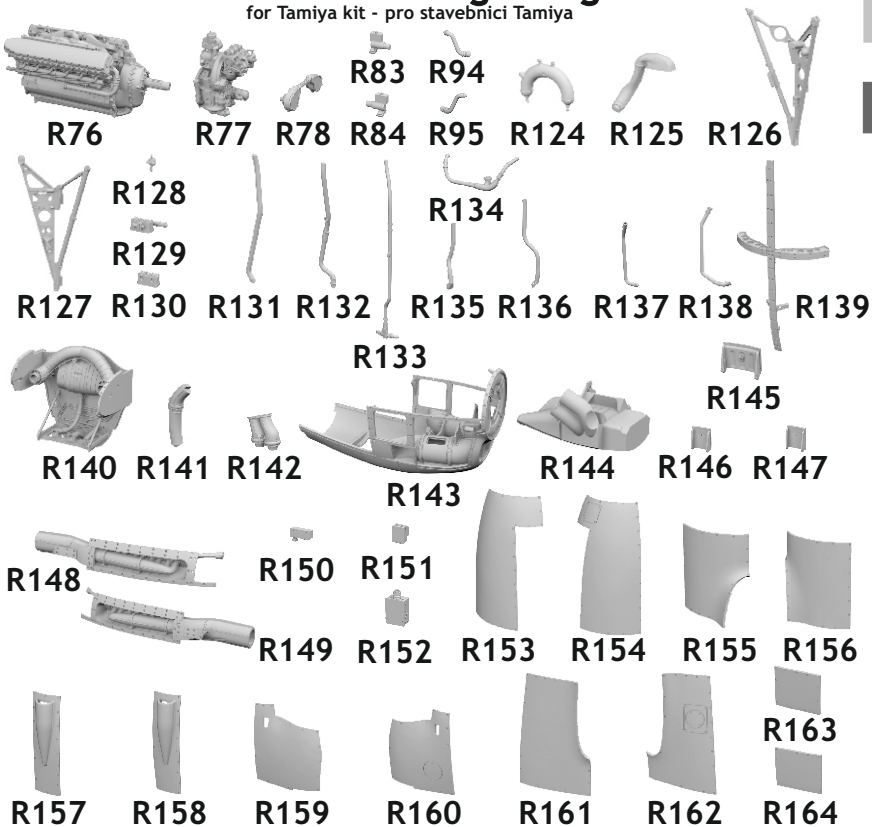 for Tamiya kit - pro stavebnici Tamiya
R83 R94
R76 R77 R78 R84 R95 R124 R125 R126
R128
R134
R129
R127 R130 R131 R132 R135 R136 R137 R138 R139
R133
R145
R140 R141 R142 R144 R146 R147
R143
R148 R150 R151
R149 R152 R153 R154 R155 R156
R163
R157 R158 R159 R160 R161 R162 R164